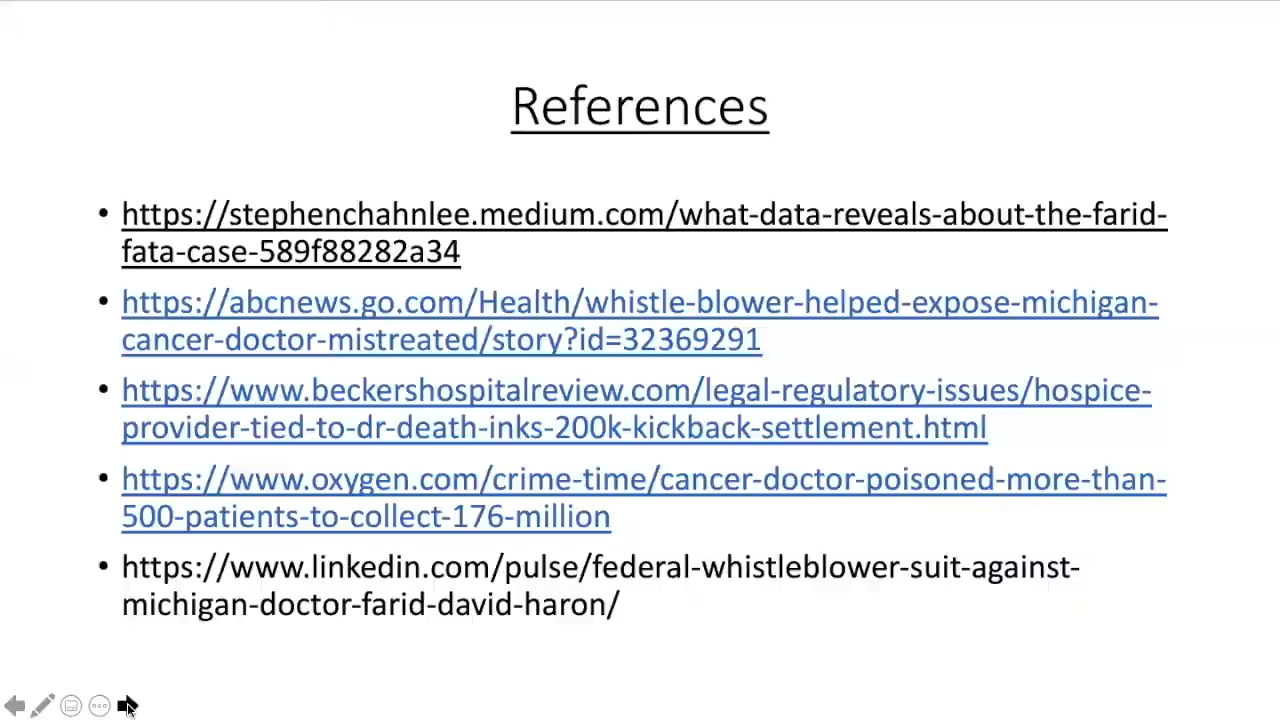 References
• https://stephenchahnlee.medium.com/what-data-reveals-about-the-farid-
fata-case-589f88282a34
• https://abcnews.go.com/Health/whistle-blower-helped-expose-michigan-
cancer-doctor-mistreated/story?id=32369291
• https://www.beckershospitalreview.com/legal-regulatory-issues/hospice-
provider-tied-to-dr-death-inks-200k-kickback-settlement.html
• https://www.oxygen.com/crime-time/cancer-doctor-poisoned-more-than-
500-patients-to-collect-176-million
• https://www.linkedin.com/pulse/federal-whistleblower-suit-against-
michigan-doctor-farid-david-haron/